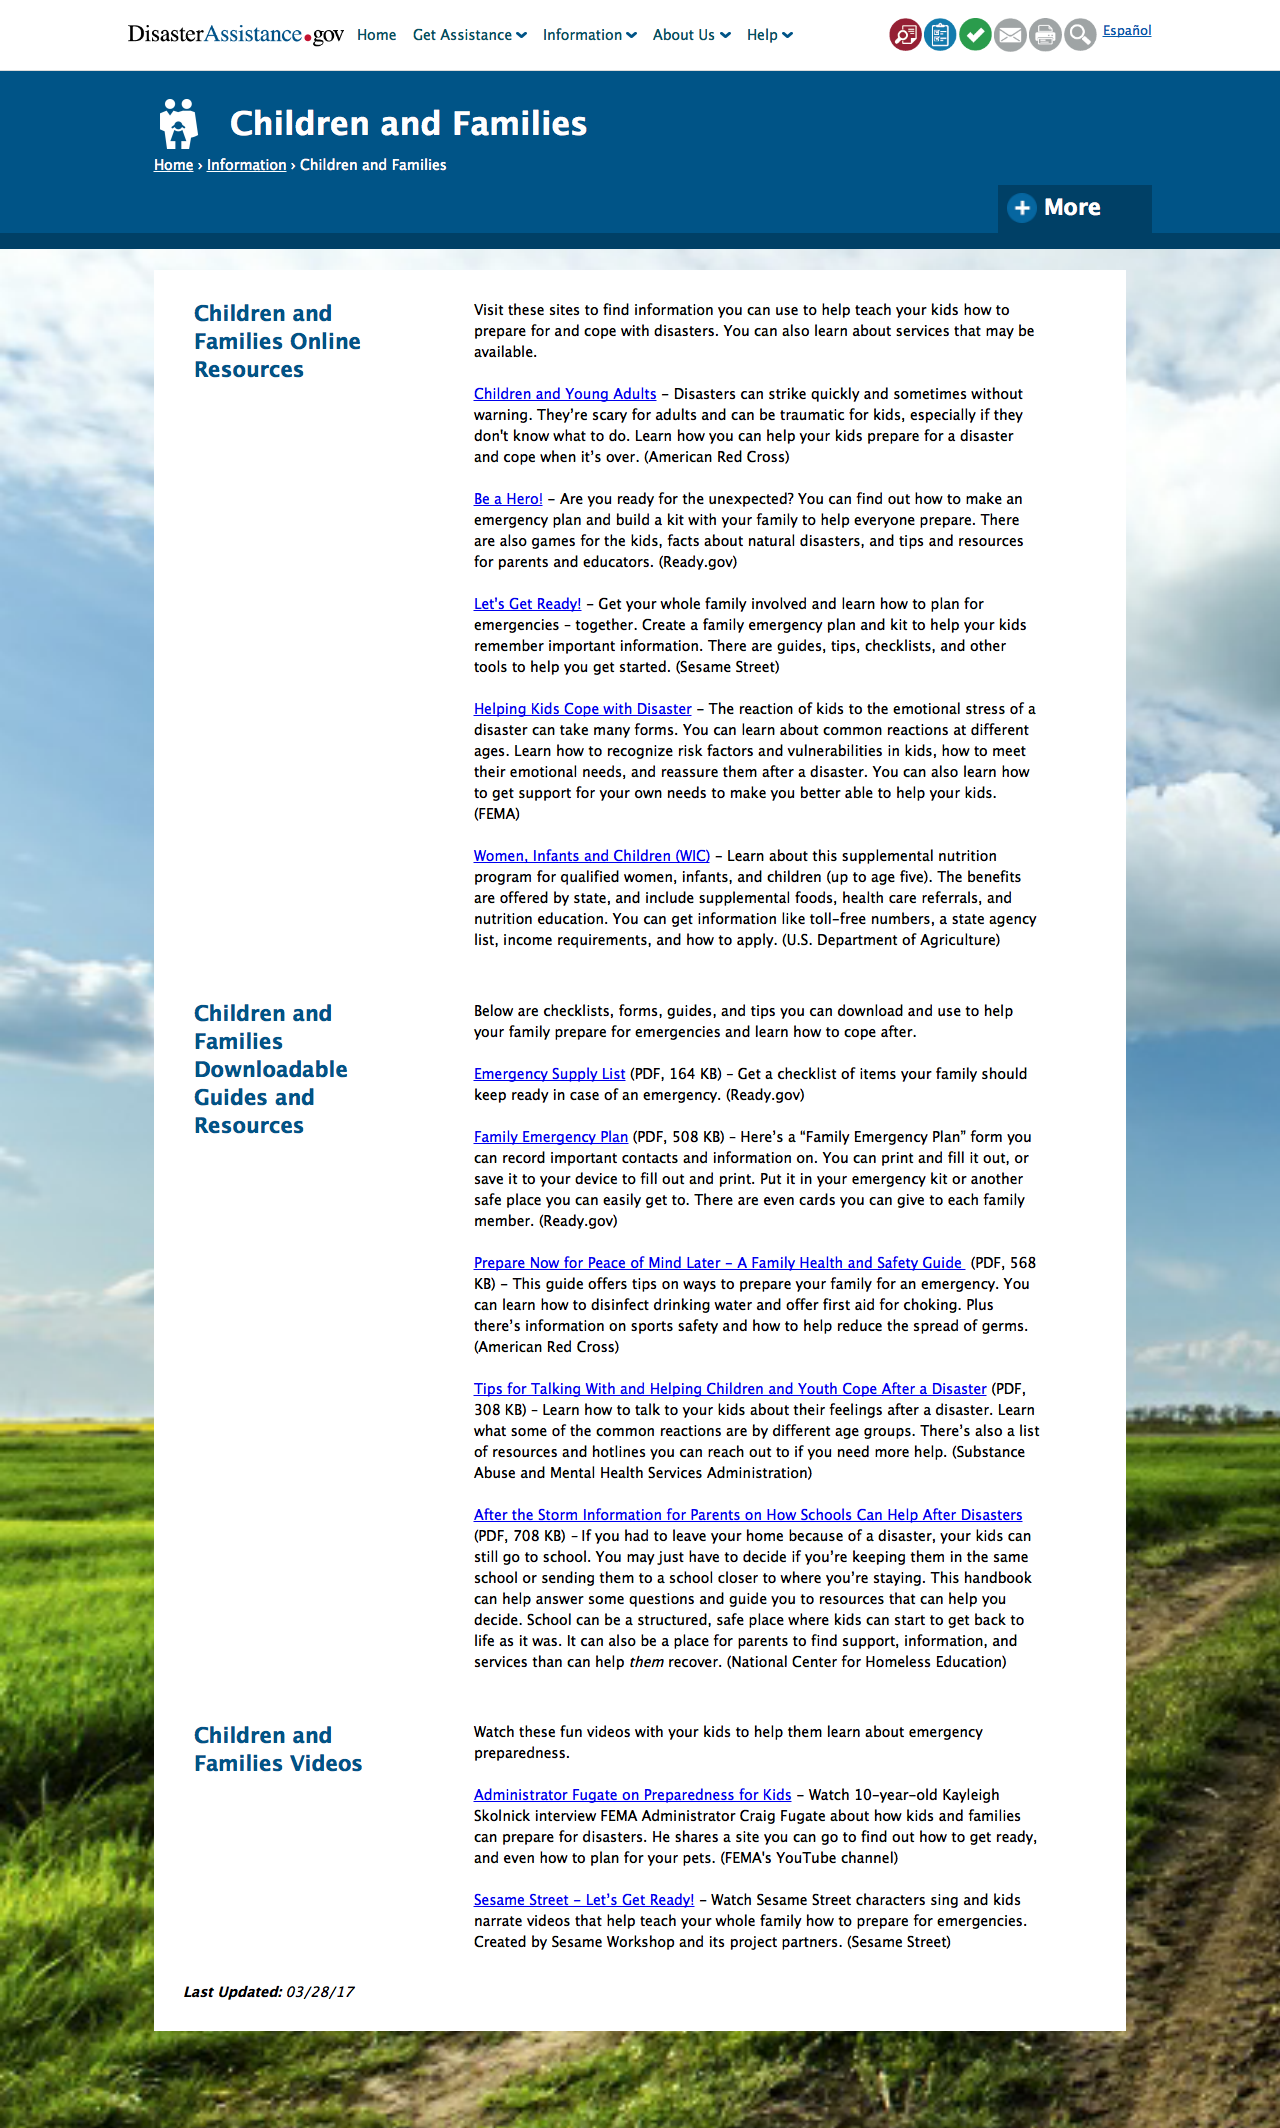 DisasterAssistance.gov Home Get Assistance Information About Us Help Español
Children and Families
Home › Information › Children and Families
More
Children and
Families Online
Resources
Visit these sites to find information you can use to help teach your kids how to
prepare for and cope with disasters. You can also learn about services that may be
available.
Children and Young Adults – Disasters can strike quickly and sometimes without
warning. They’re scary for adults and can be traumatic for kids, especially if they
don't know what to do. Learn how you can help your kids prepare for a disaster
and cope when it’s over. (American Red Cross)
Be a Hero! – Are you ready for the unexpected? You can find out how to make an
emergency plan and build a kit with your family to help everyone prepare. There
are also games for the kids, facts about natural disasters, and tips and resources
for parents and educators. (Ready.gov)
Let's Get Ready! – Get your whole family involved and learn how to plan for
emergencies - together. Create a family emergency plan and kit to help your kids
remember important information. There are guides, tips, checklists, and other
tools to help you get started. (Sesame Street)
Helping Kids Cope with Disaster – The reaction of kids to the emotional stress of a
disaster can take many forms. You can learn about common reactions at different
ages. Learn how to recognize risk factors and vulnerabilities in kids, how to meet
their emotional needs, and reassure them after a disaster. You can also learn how
to get support for your own needs to make you better able to help your kids.
(FEMA)
Women, Infants and Children (WIC) – Learn about this supplemental nutrition
program for qualified women, infants, and children (up to age five). The benefits
are offered by state, and include supplemental foods, health care referrals, and
nutrition education. You can get information like toll-free numbers, a state agency
list, income requirements, and how to apply. (U.S. Department of Agriculture)
Children and
Families
Downloadable
Guides and
Resources
Below are checklists, forms, guides, and tips you can download and use to help
your family prepare for emergencies and learn how to cope after.
Emergency Supply List (PDF, 164 KB) – Get a checklist of items your family should
keep ready in case of an emergency. (Ready.gov)
Family Emergency Plan (PDF, 508 KB) – Here’s a “Family Emergency Plan” form you
can record important contacts and information on. You can print and fill it out, or
save it to your device to fill out and print. Put it in your emergency kit or another
safe place you can easily get to. There are even cards you can give to each family
member. (Ready.gov)
Prepare Now for Peace of Mind Later – A Family Health and Safety Guide (PDF, 568
KB) – This guide offers tips on ways to prepare your family for an emergency. You
can learn how to disinfect drinking water and offer first aid for choking. Plus
there’s information on sports safety and how to help reduce the spread of germs.
(American Red Cross)
Tips for Talking With and Helping Children and Youth Cope After a Disaster (PDF,
308 KB) – Learn how to talk to your kids about their feelings after a disaster. Learn
what some of the common reactions are by different age groups. There’s also a list
of resources and hotlines you can reach out to if you need more help. (Substance
Abuse and Mental Health Services Administration)
After the Storm Information for Parents on How Schools Can Help After Disasters
(PDF, 708 KB) – If you had to leave your home because of a disaster, your kids can
still go to school. You may just have to decide if you’re keeping them in the same
school or sending them to a school closer to where you’re staying. This handbook
can help answer some questions and guide you to resources that can help you
decide. School can be a structured, safe place where kids can start to get back to
life as it was. It can also be a place for parents to find support, information, and
services than can help them recover. (National Center for Homeless Education)
Children and
Families Videos
Watch these fun videos with your kids to help them learn about emergency
preparedness.
Administrator Fugate on Preparedness for Kids – Watch 10-year-old Kayleigh
Skolnick interview FEMA Administrator Craig Fugate about how kids and families
can prepare for disasters. He shares a site you can go to find out how to get ready,
and even how to plan for your pets. (FEMA's YouTube channel)
Sesame Street – Let’s Get Ready! – Watch Sesame Street characters sing and kids
narrate videos that help teach your whole family how to prepare for emergencies.
Created by Sesame Workshop and its project partners. (Sesame Street)
Last Updated: 03/28/17